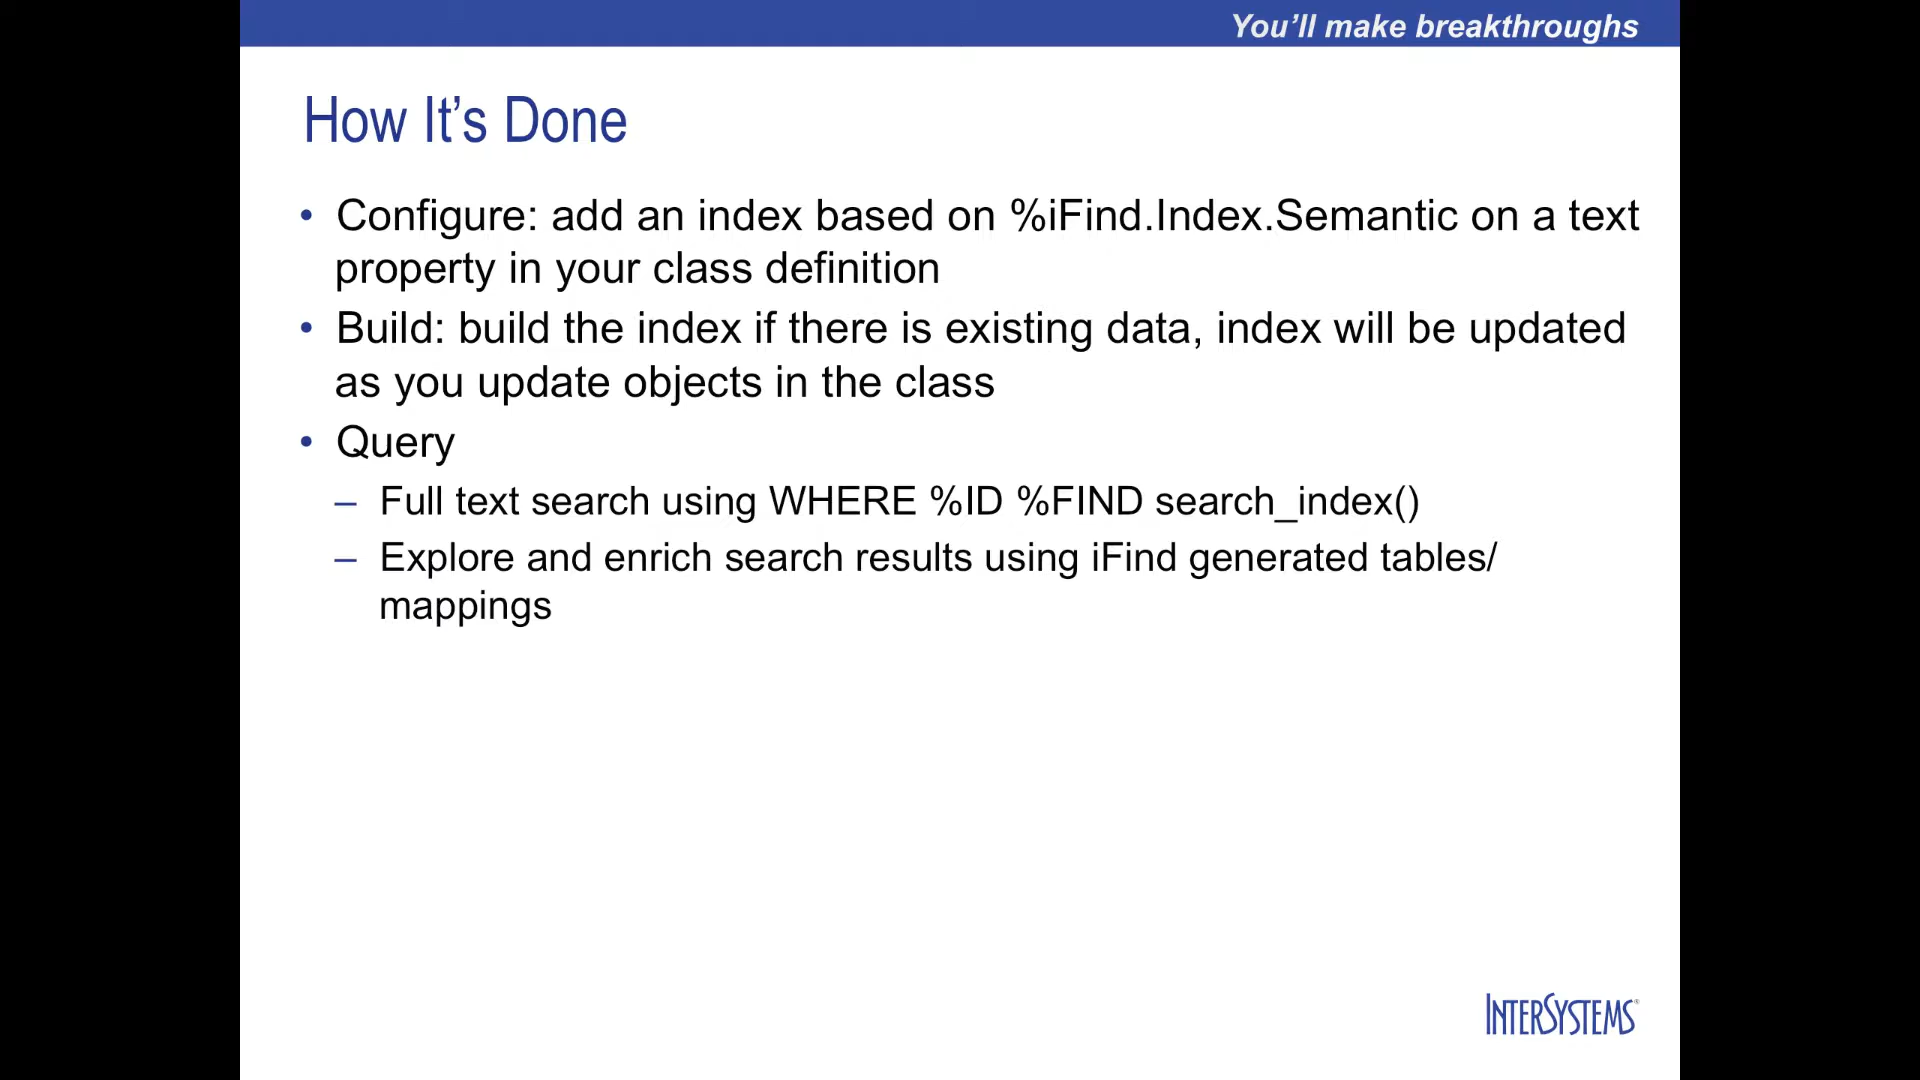 You’ll make breakthroughs
How It’s Done
• Configure: add an index based on %iFind.Index.Semantic on a text
property in your class definition
• Build: build the index if there is existing data, index will be updated
as you update objects in the class
• Query
– Full text search using WHERE %ID %FIND search_index()
– Explore and enrich search results using iFind generated tables/
mappings
INTERSYSTEMS®